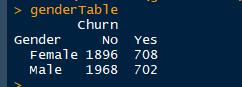 > genderTable
Churn
Gender No Yes
Female 1896 708
Male 1968 702
>